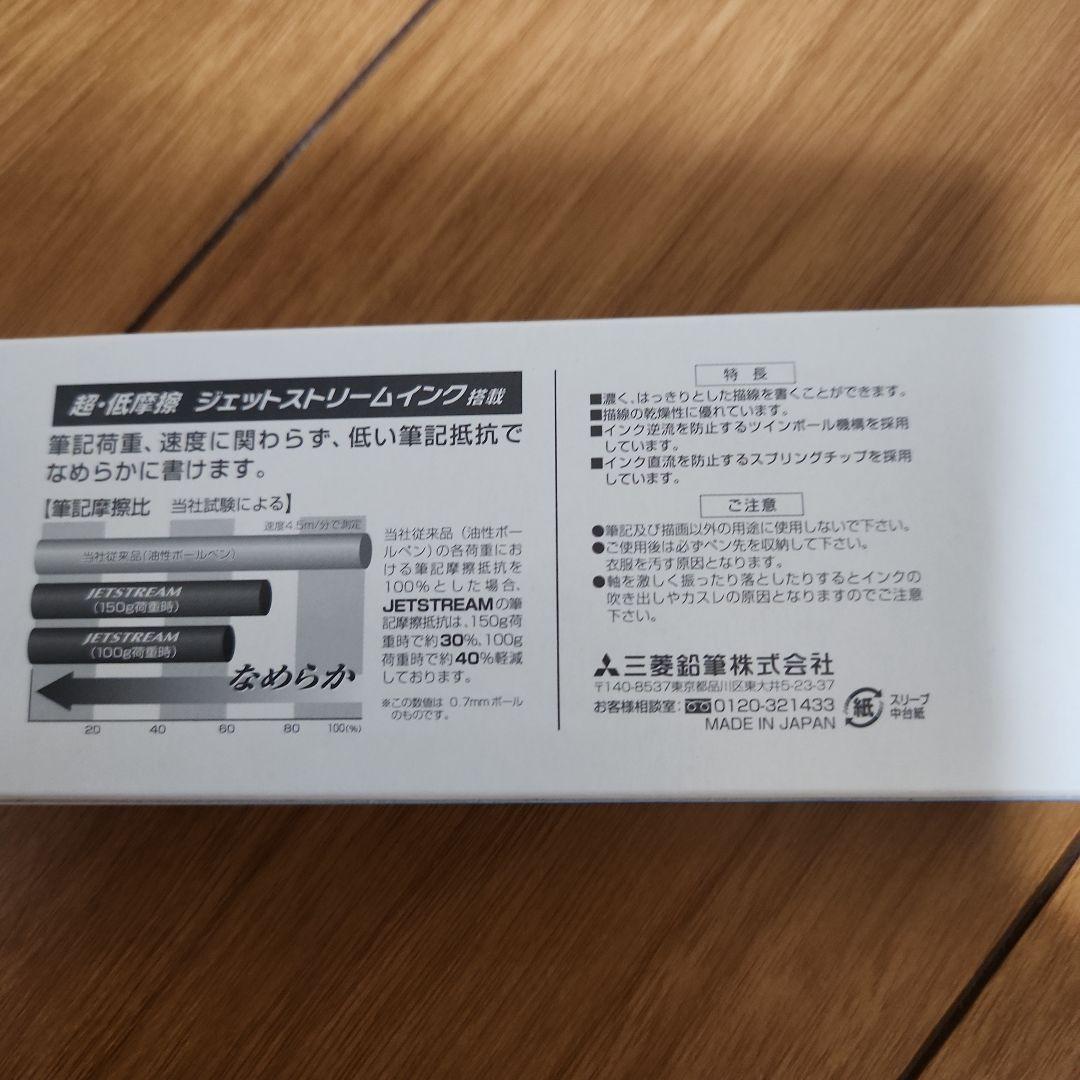 超・低摩擦 ジェットストリームインク搭載
筆記荷重、速度に関わらず、低い筆記抵抗で
なめらかに書けます。
【筆記摩擦比 当社試験による】
速度4.5m/分で測定
当社従来品(油性ボールペン)
JETSTREAM
(150g荷重時)
JETSTREAM
(100g荷重時)
なめらか
20 40 60 80 100(%)
当社従来品(油性ボー
ルペン)の各荷重にお
ける筆記摩擦抵抗を
100%とした場合、
JETSTREAMの筆
記摩擦抵抗は、150g荷
重時で約30%、100g
荷重時で約40%軽減
しております。
※この数値は 0.7mmボール
のものです。
特長
■濃く、はっきりとした描線を書くことができます。
■描線の乾燥性に優れています。
■インク逆流を防止するツインボール機構を採用
しています。
■インク直流を防止するスプリングチップを採用
しています。
ご注意
●筆記及び描画以外の用途に使用しないで下さい。
●ご使用後は必ずペン先を収納して下さい。
衣服を汚す原因となります。
●軸を激しく振ったり落としたりするとインクの
吹き出しやカスレの原因となりますのでご注意
下さい。
三菱鉛筆株式会社
〒140-8537東京都品川区東大井5-23-37
お客様相談室:0120-321433
MADE IN JAPAN
紙
スリーブ
中台紙